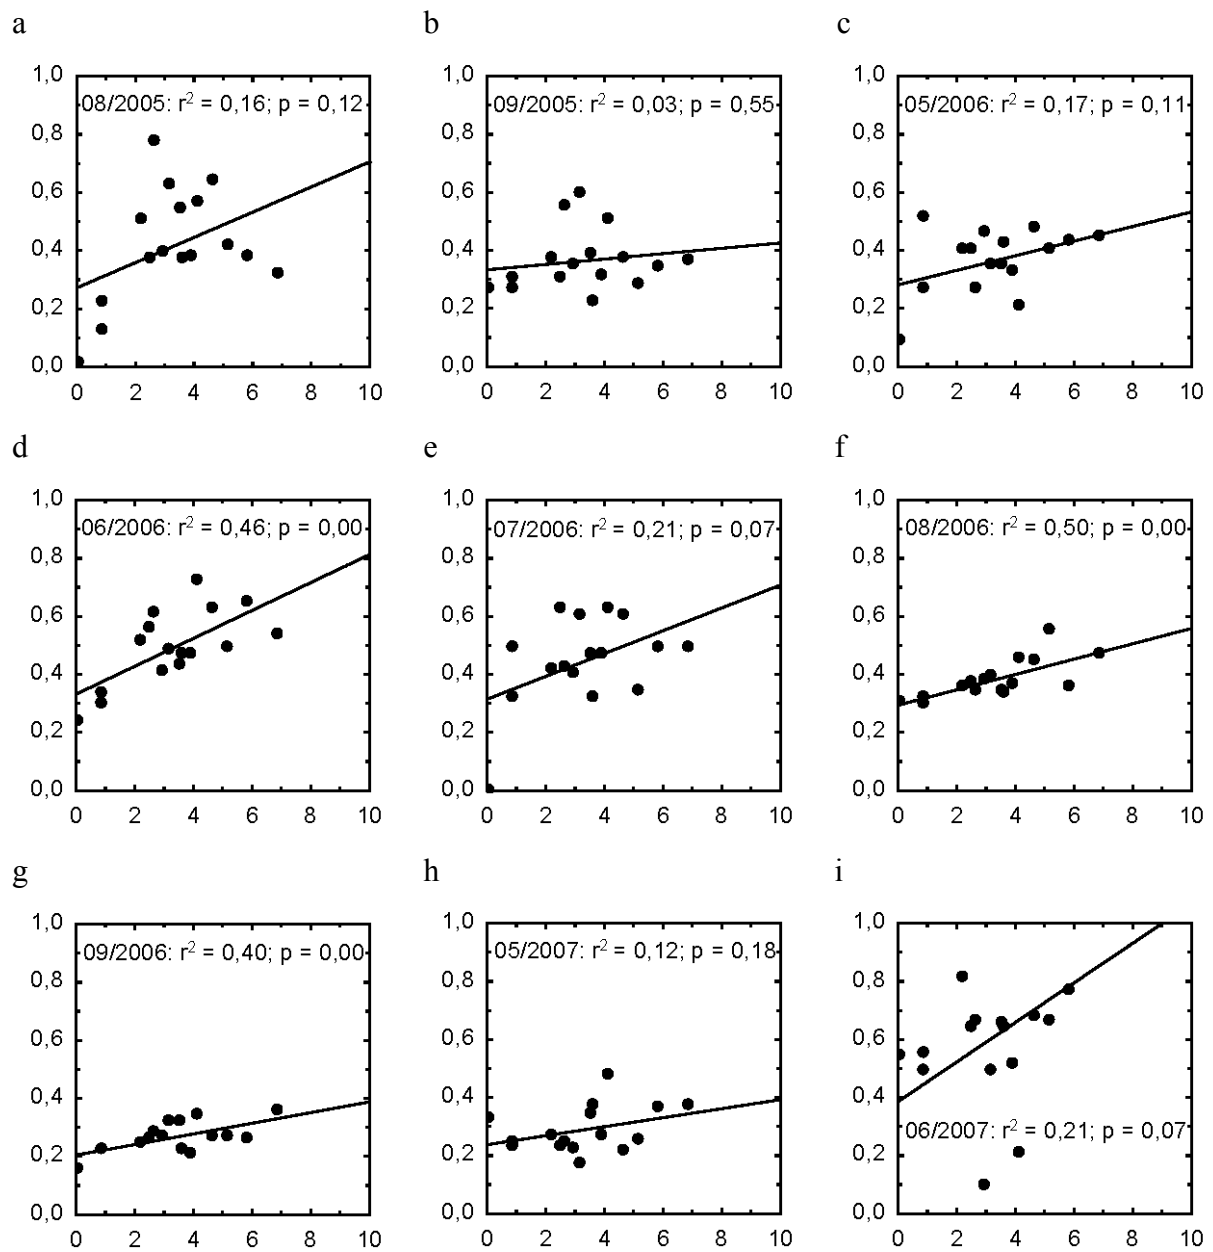 a b c
1,0 1,0 1,0
08/2005: r² = 0,16; p = 0,12 09/2005: r² = 0,03; p = 0,55 05/2006: r² = 0,17; p = 0,11
0,8 0,8 0,8
0,6 0,6 0,6
0,4 0,4 0,4
0,2 0,2 0,2
0,0 0,0 0,0
0 2 4 6 8 10 0 2 4 6 8 10 0 2 4 6 8 10
d e f
1,0 1,0 1,0
06/2006: r² = 0,46; p = 0,00 07/2006: r² = 0,21; p = 0,07 08/2006: r² = 0,50; p = 0,00
0,8 0,8 0,8
0,6 0,6 0,6
0,4 0,4 0,4
0,2 0,2 0,2
0,0 0,0 0,0
0 2 4 6 8 10 0 2 4 6 8 10 0 2 4 6 8 10
g h i
1,0 1,0 1,0
09/2006: r² = 0,40; p = 0,00 05/2007: r² = 0,12; p = 0,18
0,8 0,8 0,8
0,6 0,6 0,6
0,4 0,4 0,4
06/2007: r² = 0,21; p = 0,07
0,2 0,2 0,2
0,0 0,0 0,0
0 2 4 6 8 10 0 2 4 6 8 10 0 2 4 6 8 10